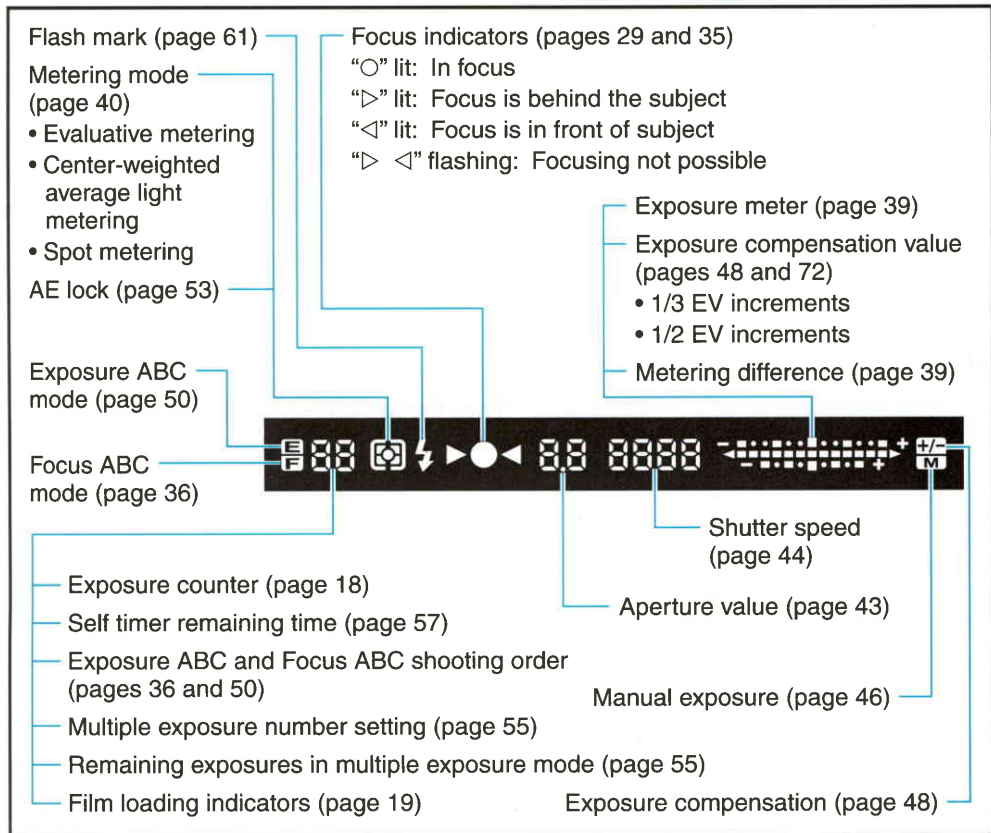 Flash mark (page 61)
Metering mode
(page 40)
• Evaluative metering
• Center-weighted
average light
metering
• Spot metering
AE lock (page 53)
Exposure ABC
mode (page 50)
Focus ABC
mode (page 36)
Focus indicators (pages 29 and 35)
“○” lit: In focus
“▷” lit: Focus is behind the subject
“◁” lit: Focus is in front of subject
“▷ ◁” flashing: Focusing not possible
Exposure meter (page 39)
Exposure compensation value
(pages 48 and 72)
• 1/3 EV increments
• 1/2 EV increments
Metering difference (page 39)
E
F
88
8.8
8888
- +
- +
+/-
M
Shutter speed
(page 44)
Aperture value (page 43)
Manual exposure (page 46)
Exposure compensation (page 48)
Exposure counter (page 18)
Self timer remaining time (page 57)
Exposure ABC and Focus ABC shooting order
(pages 36 and 50)
Multiple exposure number setting (page 55)
Remaining exposures in multiple exposure mode (page 55)
Film loading indicators (page 19)